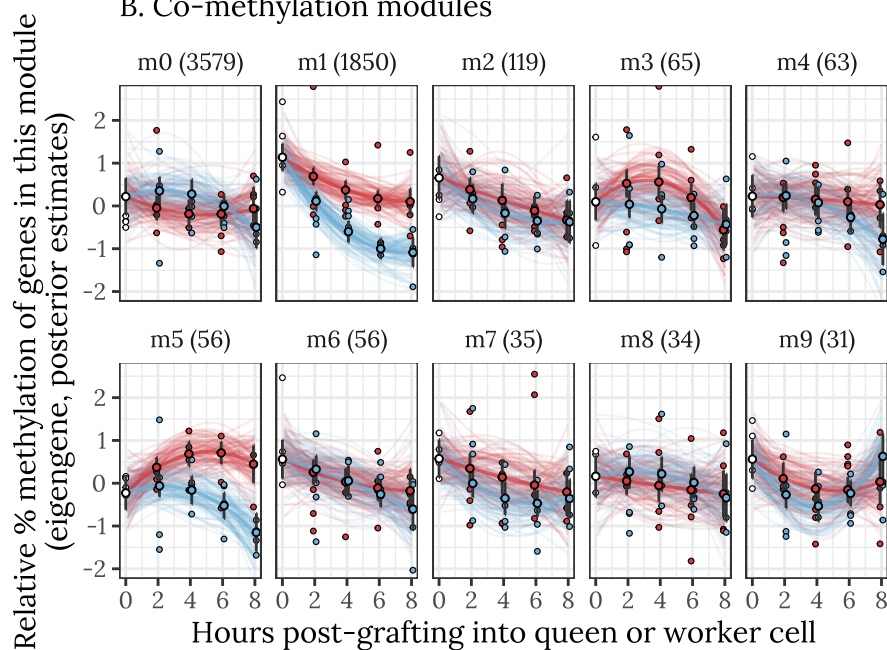 B. Co-methylation modules
Relative % methylation of genes in this module
(eigengene, posterior estimates)
m0 (3579) m1 (1850) m2 (119) m3 (65) m4 (63)
2
1
0
-1
-2
m5 (56) m6 (56) m7 (35) m8 (34) m9 (31)
2
1
0
-1
-2
0 2 4 6 8 0 2 4 6 8 0 2 4 6 8 0 2 4 6 8 0 2 4 6 8
Hours post-grafting into queen or worker cell